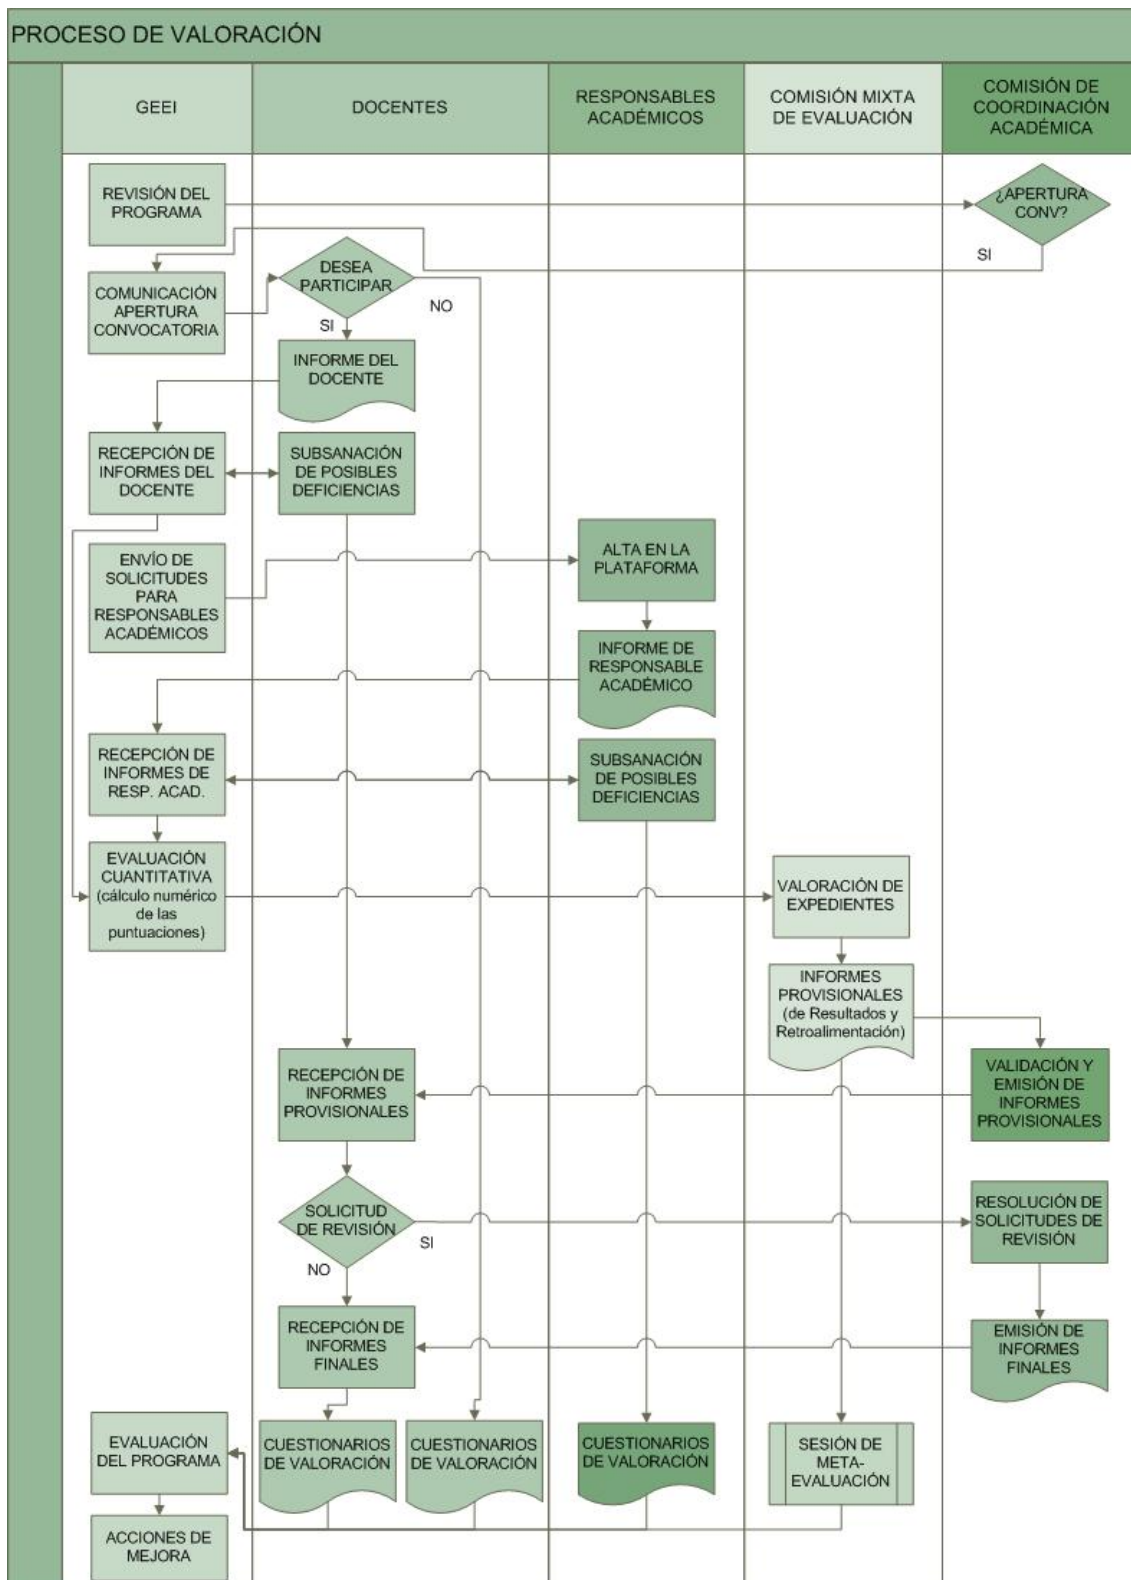 PROCESO DE VALORACIÓN
GEEI
DOCENTES
RESPONSABLES
ACADÉMICOS
COMISIÓN MIXTA
DE EVALUACIÓN
COMISIÓN DE
COORDINACIÓN
ACADÉMICA
REVISIÓN DEL
PROGRAMA
¿APERTURA
CONV?
SI
COMUNICACIÓN
APERTURA
CONVOCATORIA
DESEA
PARTICIPAR
NO
SI
INFORME DEL
DOCENTE
RECEPCIÓN DE
INFORMES DEL
DOCENTE
SUBSANACIÓN
DE POSIBLES
DEFICIENCIAS
ENVÍO DE
SOLICITUDES
PARA
RESPONSABLES
ACADÉMICOS
ALTA EN LA
PLATAFORMA
INFORME DE
RESPONSABLE
ACADÉMICO
RECEPCIÓN DE
INFORMES DE
RESP. ACAD.
SUBSANACIÓN
DE POSIBLES
DEFICIENCIAS
EVALUACIÓN
CUANTITATIVA
(cálculo numérico
de las
puntuaciones)
VALORACIÓN DE
EXPEDIENTES
INFORMES
PROVISIONALES
(de Resultados y
Retroalimentación)
RECEPCIÓN DE
INFORMES
PROVISIONALES
VALIDACIÓN Y
EMISIÓN DE
INFORMES
PROVISIONALES
SOLICITUD
DE REVISIÓN
SI
NO
RESOLUCIÓN DE
SOLICITUDES DE
REVISIÓN
RECEPCIÓN DE
INFORMES
FINALES
EMISIÓN DE
INFORMES
FINALES
EVALUACIÓN
DEL PROGRAMA
CUESTIONARIOS
DE VALORACIÓN
CUESTIONARIOS
DE VALORACIÓN
CUESTIONARIOS
DE VALORACIÓN
SESIÓN DE
META-
EVALUACIÓN
ACCIONES DE
MEJORA